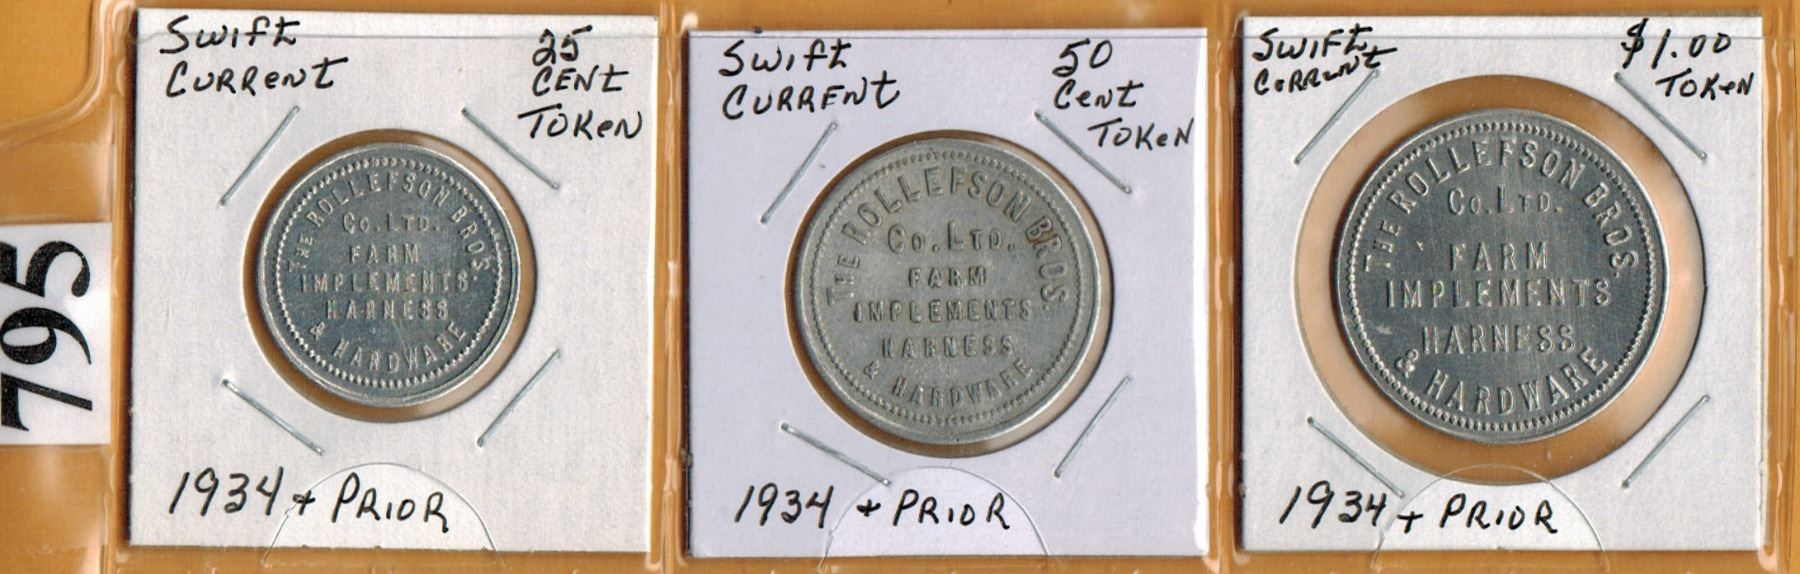 795
Swift
Current
25
Cent
Token
THE ROLLEFSON BROS.
Co. LTD.
FARM
IMPLEMENTS
HARNESS
& HARDWARE
1934 + Prior
Swift
Current
50
Cent
Token
THE ROLLEFSON BROS.
Co. LTD.
FARM
IMPLEMENTS
HARNESS
& HARDWARE
1934 + Prior
Swift
Current
$1.00
Token
THE ROLLEFSON BROS.
Co. LTD.
FARM
IMPLEMENTS
HARNESS
& HARDWARE
1934 + Prior